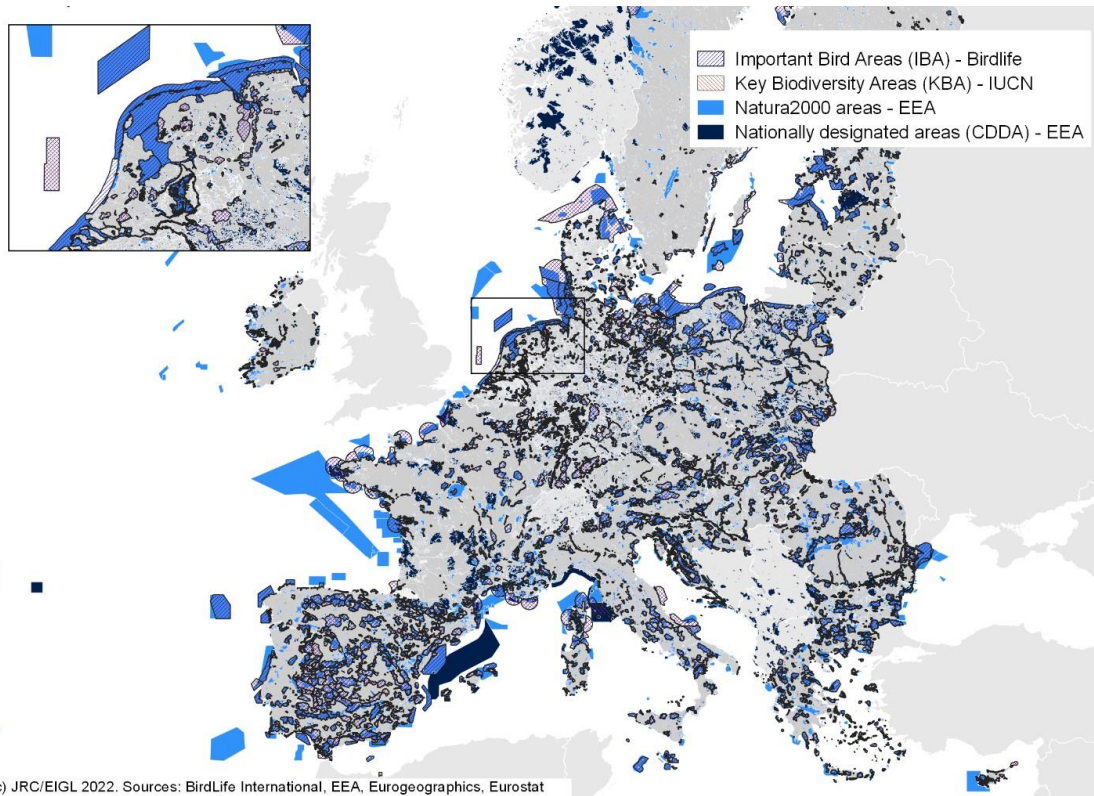 Important Bird Areas (IBA) - Birdlife
Key Biodiversity Areas (KBA) - IUCN
Natura2000 areas - EEA
Nationally designated areas (CDDA) - EEA
c) JRC/EIGL 2022. Sources: BirdLife International, EEA, Eurogeographics, Eurostat